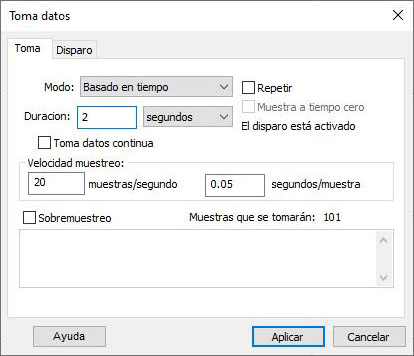 Toma datos
Toma Disparo
Modo: Basado en tiempo Repetir
Muestra a tiempo cero
Duracion: 2 segundos El disparo está activado
Toma datos continua
Velocidad muestreo:
20 muestras/segundo 0.05 segundos/muestra
Sobremuestreo Muestras que se tomarán: 101
Ayuda Aplicar Cancelar